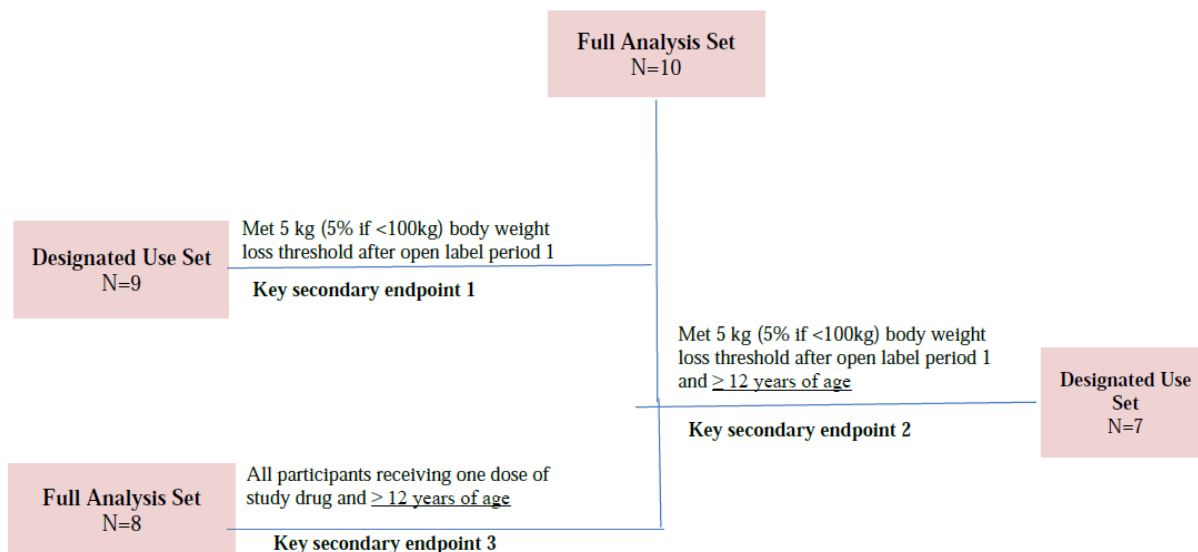 Full Analysis Set
N=10
Met 5 kg (5% if <100kg) body weight
loss threshold after open label period 1
Designated Use Set
N=9
Key secondary endpoint 1
Met 5 kg (5% if <100kg) body weight
loss threshold after open label period 1
and ≥ 12 years of age
Designated Use
Set
N=7
Key secondary endpoint 2
All participants receiving one dose of
study drug and ≥ 12 years of age
Full Analysis Set
N=8
Key secondary endpoint 3